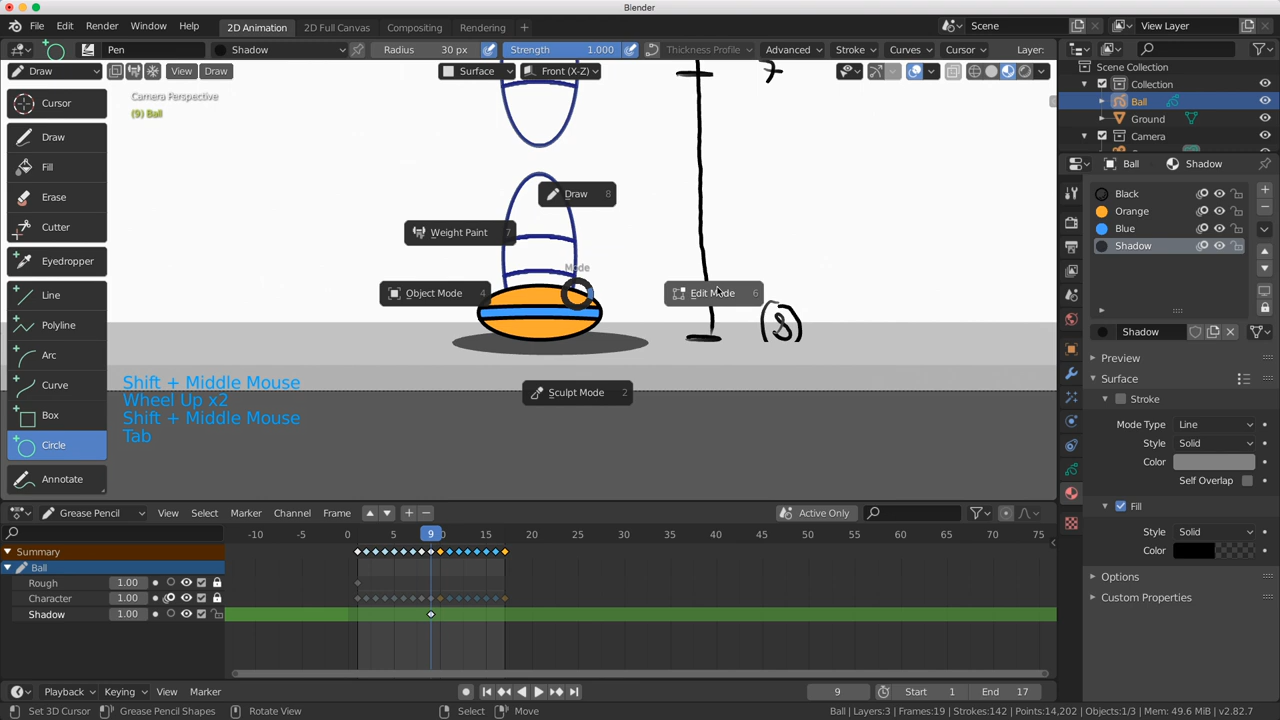 Blender
File Edit Render Window Help 2D Animation 2D Full Canvas Compositing Rendering + Scene View Layer
Pen Shadow Radius 30 px Strength 1.000 Thickness Profile Advanced Stroke Curves Cursor Layer:
Draw View Draw Surface Front (X-Z)
Scene Collection
Collection
Ball
Ground
Camera
Camera Perspective
(9) Ball
7
8
Cursor
Draw
Fill
Erase
Cutter
Eyedropper
Line
Polyline
Arc
Curve
Box
Circle
Annotate
Draw 8
Weight Paint 7
Mode
Object Mode 4
Edit Mode 6
Sculpt Mode 2
Shift + Middle Mouse
Wheel Up x2
Shift + Middle Mouse
Tab
Ball Shadow
Black
Orange
Blue
Shadow
Shadow
Preview
Surface
Stroke
Mode Type Line
Style Solid
Color
Self Overlap
Fill
Style Solid
Color
Options
Custom Properties
Grease Pencil View Select Marker Channel Frame Active Only
-10 -5 0 5 9 15 20 25 30 35 40 45 50 55 60 65 70 75
Summary
Ball
Rough 1.00
Character 1.00
Shadow 1.00
Playback Keying View Marker 9 Start 1 End 17
Set 3D Cursor Grease Pencil Shapes Rotate View Select Move Ball | Layers:3 | Frames:19 | Strokes:142 | Points:14,202 | Objects:1/3 | Mem: 49.6 MiB | v2.82.7